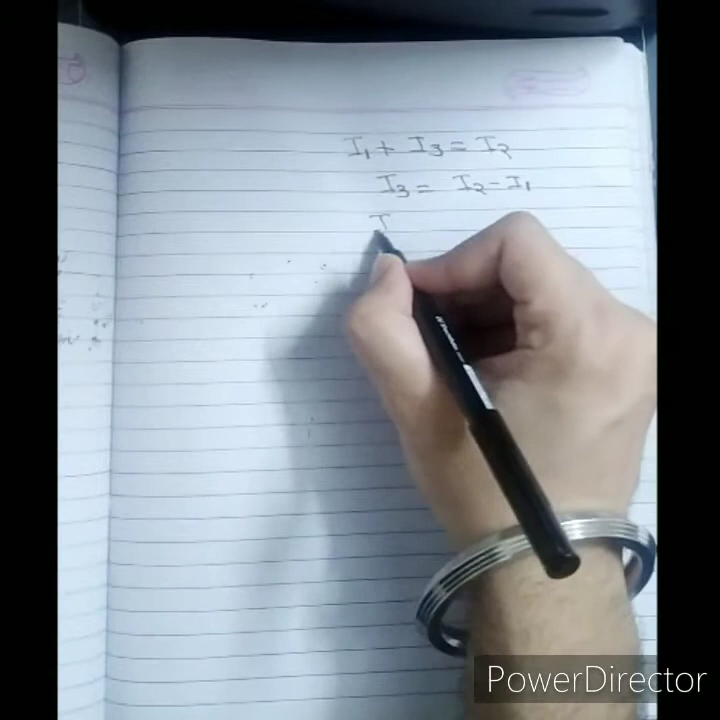 I₁ + I₃ = I₂
I₃ = I₂ - I₁
I
PowerDirector